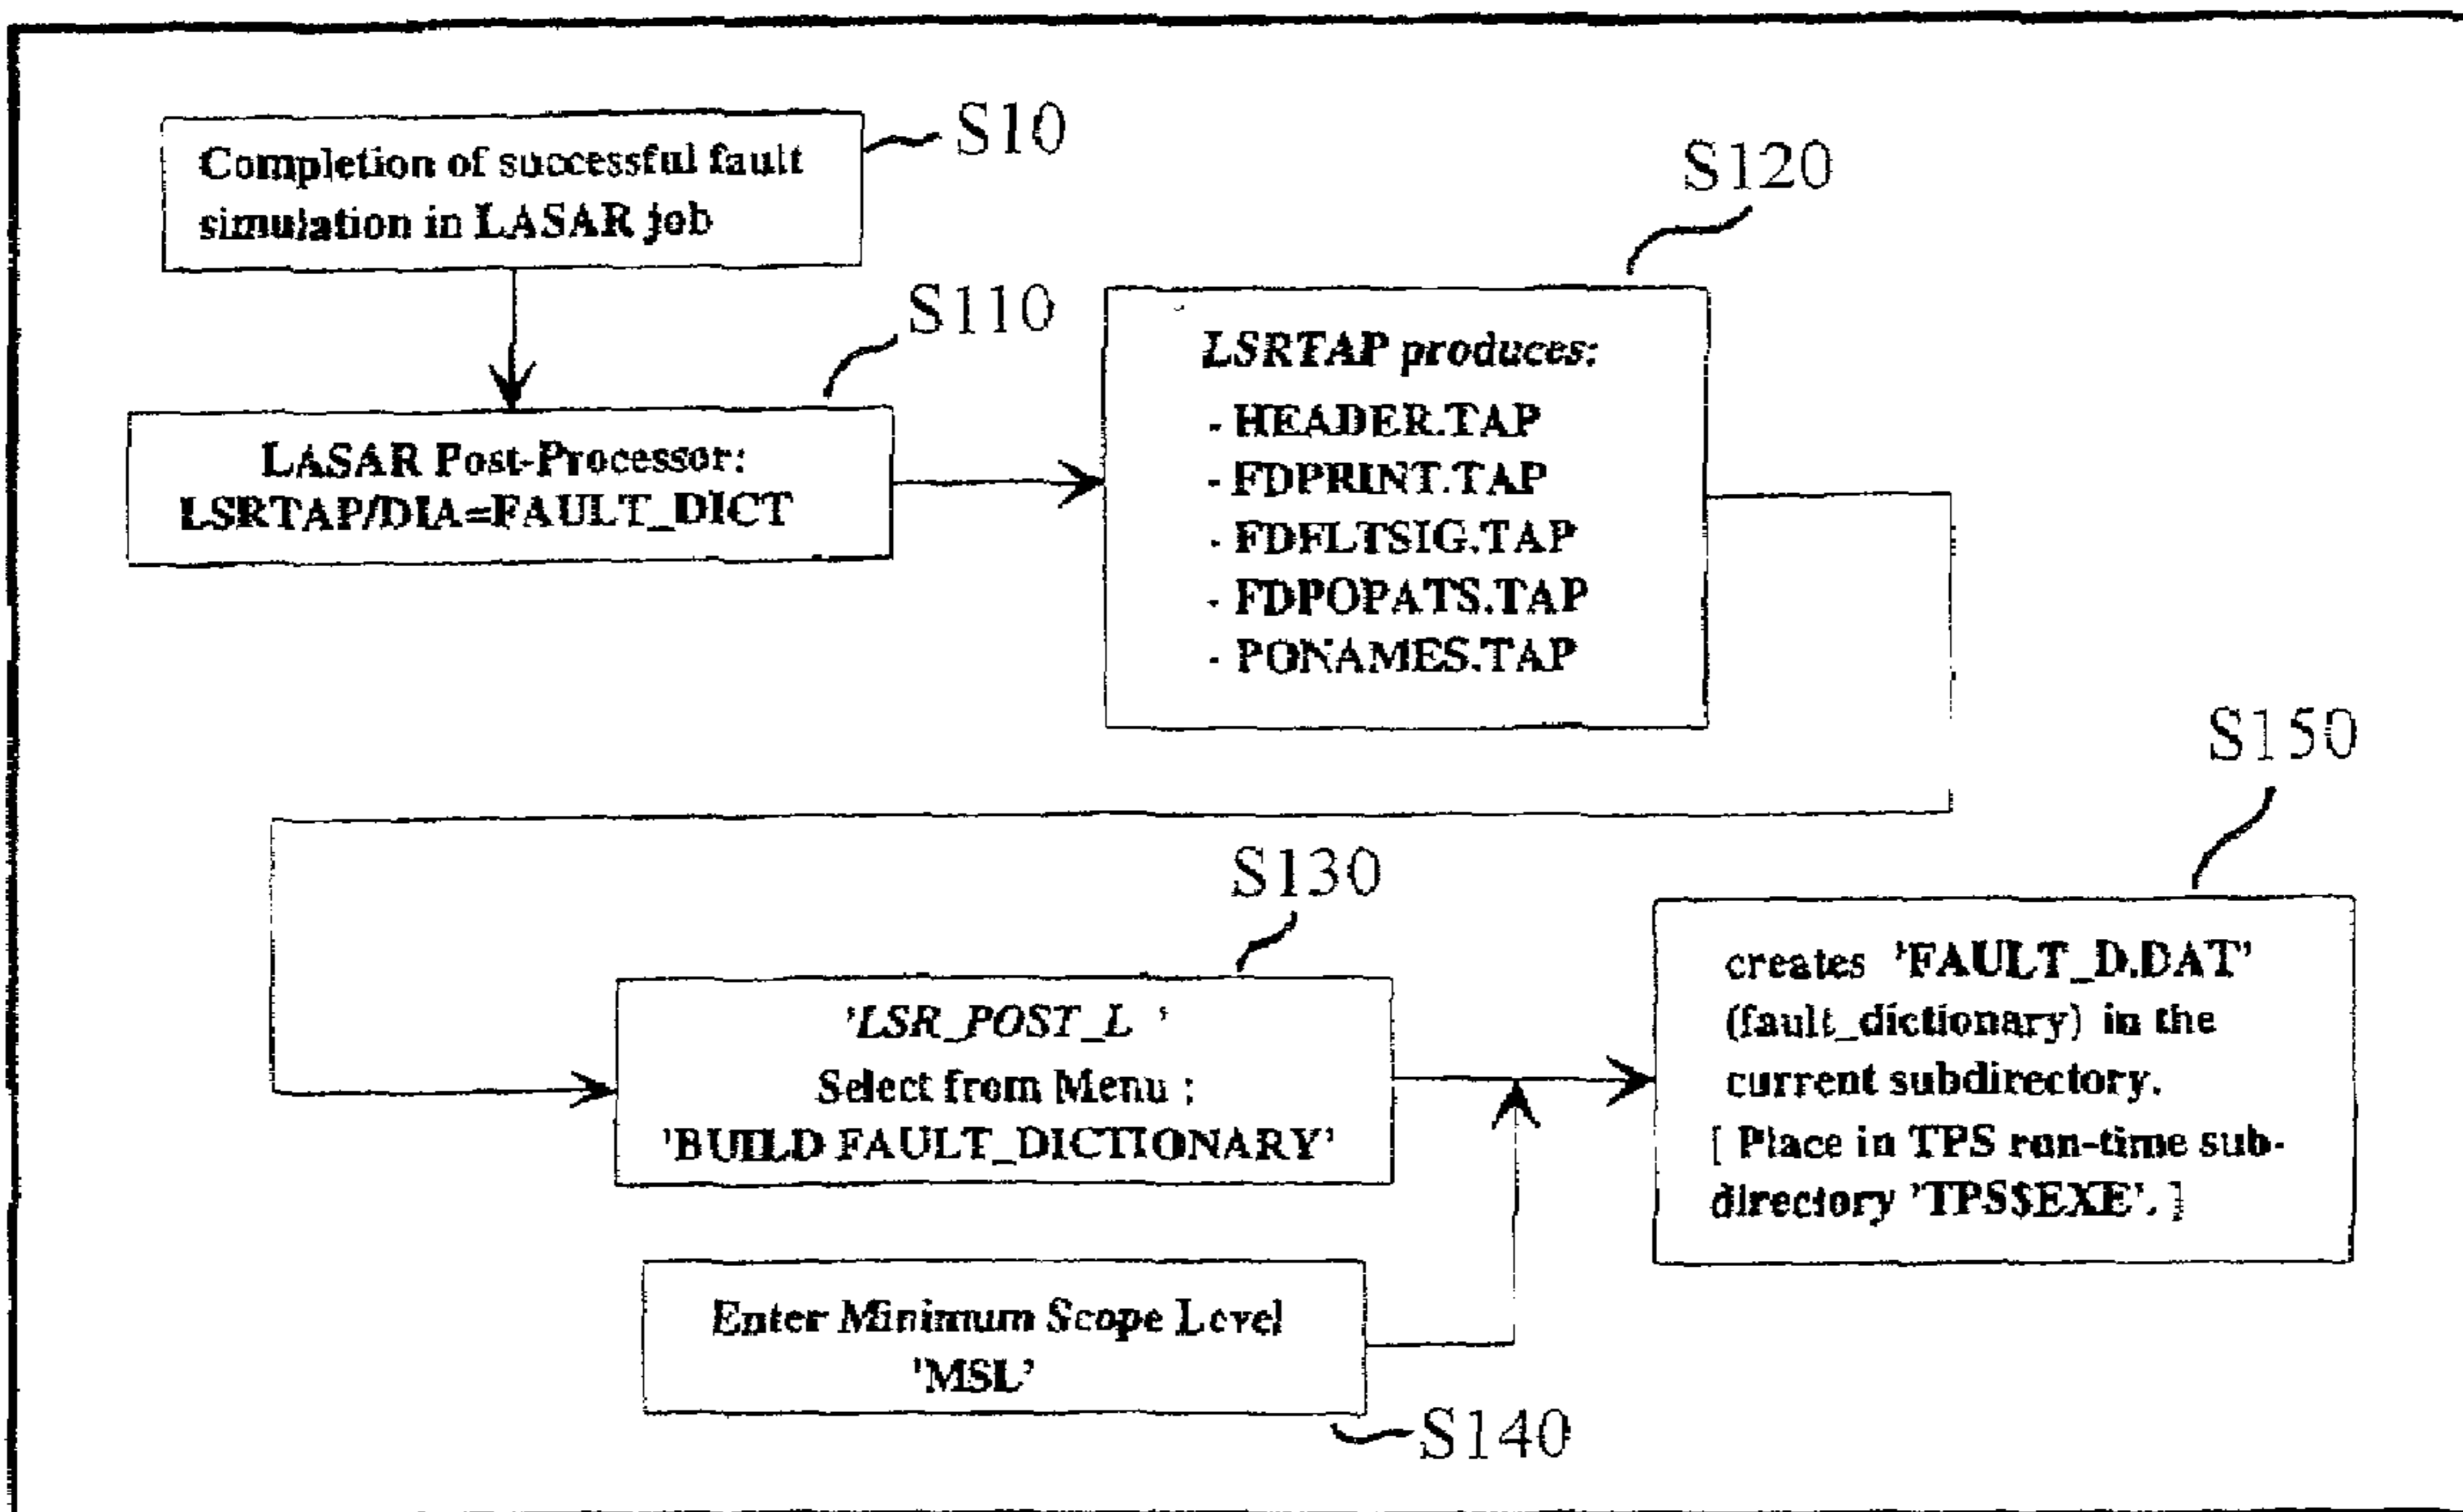 S10
Completion of successful fault
simulation in LASAR job
S110
LASAR Post-Processor:
LSRTAP/DIA=FAULT_DICT
S120
LSRTAP produces:
- HEADER.TAP
- FDPRINT.TAP
- FDFLTSIG.TAP
- FDPOPATS.TAP
- PONAMES.TAP
S130
'LSR_POST_L '
Select from Menu :
'BUILD FAULT_DICTIONARY'
Enter Minimum Scope Level
'MSL'
S140
S150
creates 'FAULT_D.DAT'
(fault_dictionary) in the
current subdirectory.
[ Place in TPS run-time sub-
directory 'TPS$EXE'. ]